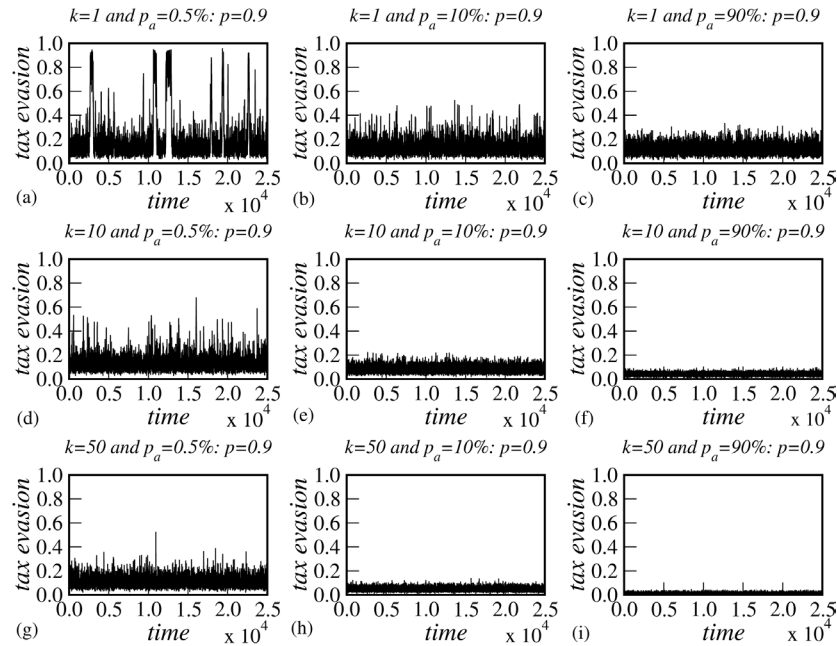 k=1 and p_a=0.5%: p=0.9
k=1 and p_a=10%: p=0.9
k=1 and p_a=90%: p=0.9
tax evasion
1.0
0.8
0.6
0.4
0.2
0.0
0.0 0.5 1.0 1.5 2.0 2.5
(a) time x 10^4
tax evasion
1.0
0.8
0.6
0.4
0.2
0.0
0.0 0.5 1.0 1.5 2.0 2.5
(b) time x 10^4
tax evasion
1.0
0.8
0.6
0.4
0.2
0.0
0.0 0.5 1.0 1.5 2.0 2.5
(c) time x 10^4
k=10 and p_a=0.5%: p=0.9
k=10 and p_a=10%: p=0.9
k=10 and p_a=90%: p=0.9
tax evasion
1.0
0.8
0.6
0.4
0.2
0.0
0.0 0.5 1.0 1.5 2.0 2.5
(d) time x 10^4
tax evasion
1.0
0.8
0.6
0.4
0.2
0.0
0.0 0.5 1.0 1.5 2.0 2.5
(e) time x 10^4
tax evasion
1.0
0.8
0.6
0.4
0.2
0.0
0.0 0.5 1.0 1.5 2.0 2.5
(f) time x 10^4
k=50 and p_a=0.5%: p=0.9
k=50 and p_a=10%: p=0.9
k=50 and p_a=90%: p=0.9
tax evasion
1.0
0.8
0.6
0.4
0.2
0.0
0.0 0.5 1.0 1.5 2.0 2.5
(g) time x 10^4
tax evasion
1.0
0.8
0.6
0.4
0.2
0.0
0.0 0.5 1.0 1.5 2.0 2.5
(h) time x 10^4
tax evasion
1.0
0.8
0.6
0.4
0.2
0.0
0.0 0.5 1.0 1.5 2.0 2.5
(i) time x 10^4